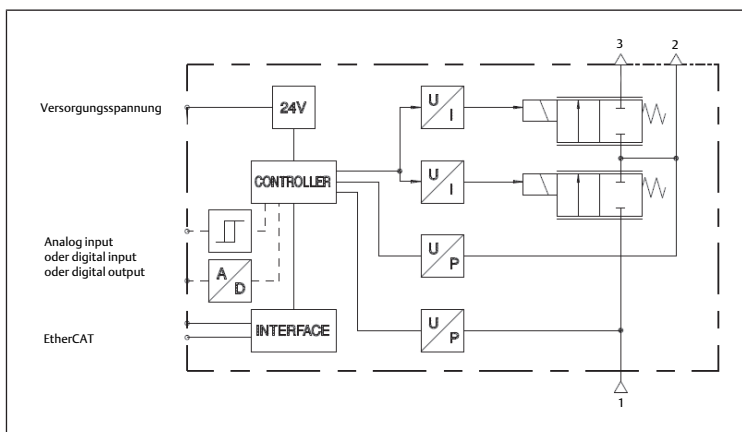 3 2
Versorgungsspannung
24V
U
I
CONTROLLER
U
I
Analog input
oder digital input
oder digital output
A
D
U
P
EtherCAT
INTERFACE
U
P
1